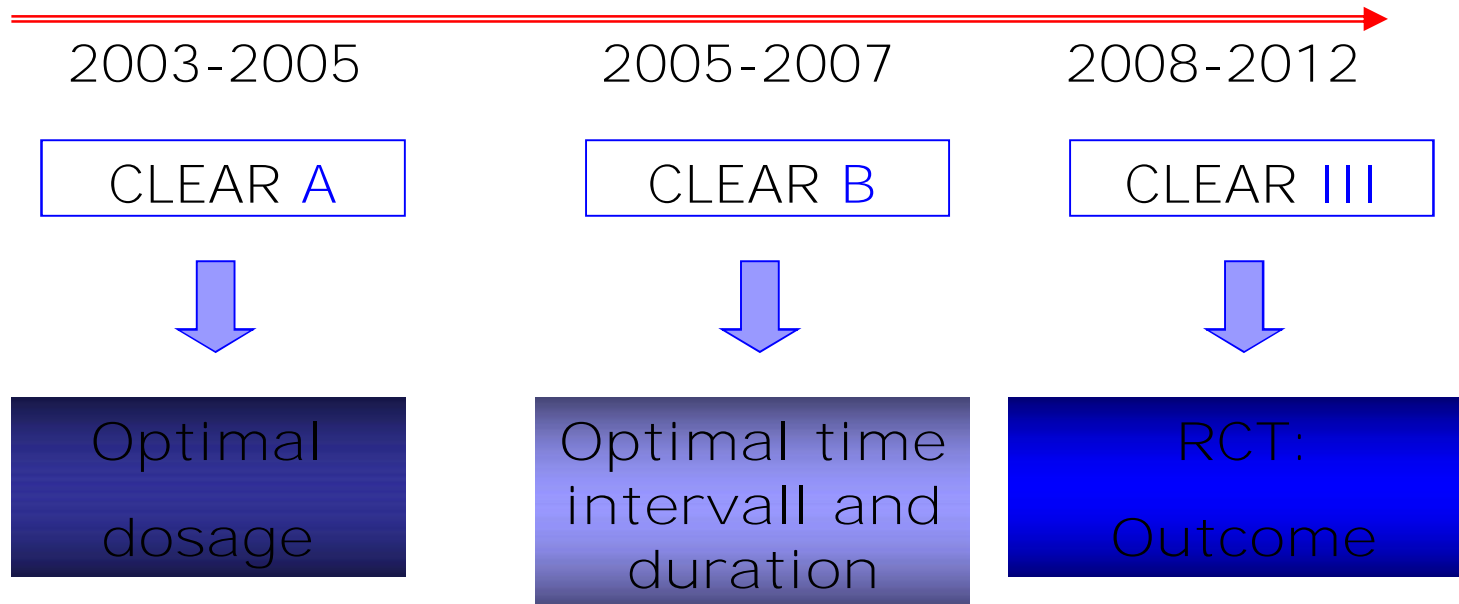 2003-2005 2005-2007 2008-2012
CLEAR A CLEAR B CLEAR III
Optimal
dosage
Optimal time
intervall and
duration
RCT:
Outcome